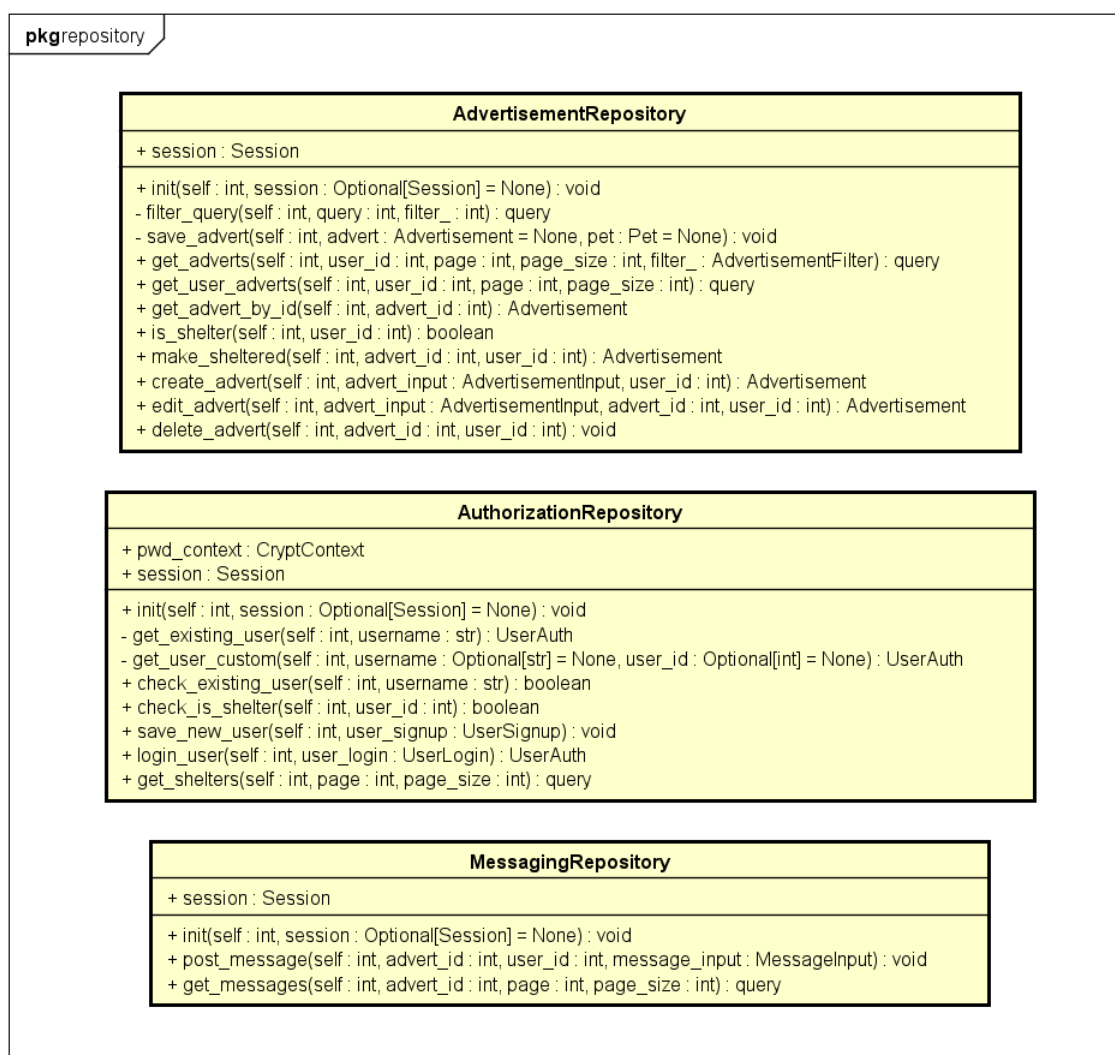 pkg repository
AdvertisementRepository
+ session : Session
+ init(self : int, session : Optional[Session] = None) : void
- filter_query(self : int, query : int, filter_ : int) : query
- save_advert(self : int, advert : Advertisement = None, pet : Pet = None) : void
+ get_adverts(self : int, user_id : int, page : int, page_size : int, filter_ : AdvertisementFilter) : query
+ get_user_adverts(self : int, user_id : int, page : int, page_size : int) : query
+ get_advert_by_id(self : int, advert_id : int) : Advertisement
+ is_shelter(self : int, user_id : int) : boolean
+ make_sheltered(self : int, advert_id : int, user_id : int) : Advertisement
+ create_advert(self : int, advert_input : AdvertisementInput, user_id : int) : Advertisement
+ edit_advert(self : int, advert_input : AdvertisementInput, advert_id : int, user_id : int) : Advertisement
+ delete_advert(self : int, advert_id : int, user_id : int) : void
AuthorizationRepository
+ pwd_context : CryptContext
+ session : Session
+ init(self : int, session : Optional[Session] = None) : void
- get_existing_user(self : int, username : str) : UserAuth
- get_user_custom(self : int, username : Optional[str] = None, user_id : Optional[int] = None) : UserAuth
+ check_existing_user(self : int, username : str) : boolean
+ check_is_shelter(self : int, user_id : int) : boolean
+ save_new_user(self : int, user_signup : UserSignup) : void
+ login_user(self : int, user_login : UserLogin) : UserAuth
+ get_shelters(self : int, page : int, page_size : int) : query
MessagingRepository
+ session : Session
+ init(self : int, session : Optional[Session] = None) : void
+ post_message(self : int, advert_id : int, user_id : int, message_input : MessageInput) : void
+ get_messages(self : int, advert_id : int, page : int, page_size : int) : query